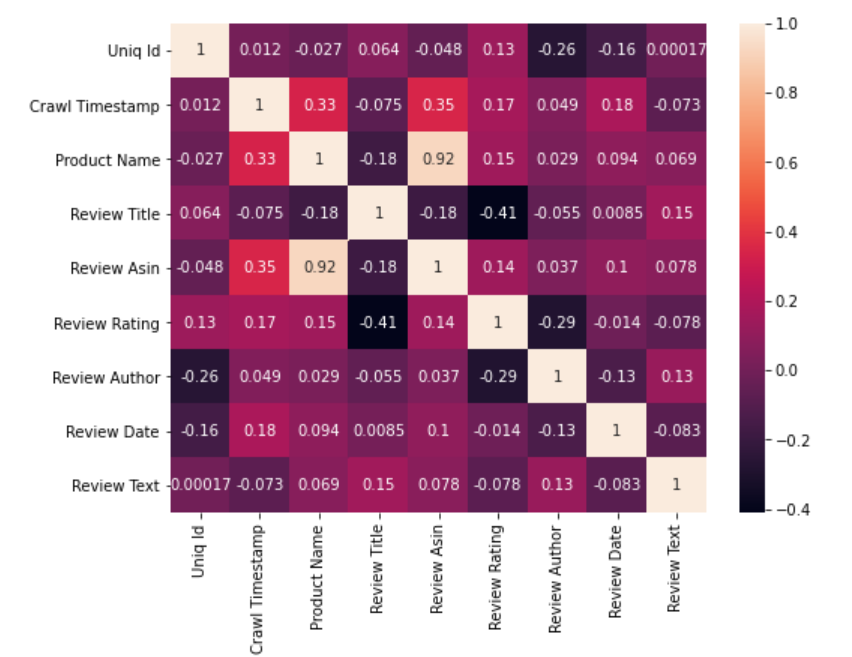 Uniq Id 1 0.012 -0.027 0.064 -0.048 0.13 -0.26 -0.16 0.00017
Crawl Timestamp 0.012 1 0.33 -0.075 0.35 0.17 0.049 0.18 -0.073
Product Name -0.027 0.33 1 -0.18 0.92 0.15 0.029 0.094 0.069
Review Title 0.064 -0.075 -0.18 1 -0.18 -0.41 -0.055 0.0085 0.15
Review Asin -0.048 0.35 0.92 -0.18 1 0.14 0.037 0.1 0.078
Review Rating 0.13 0.17 0.15 -0.41 0.14 1 -0.29 -0.014 -0.078
Review Author -0.26 0.049 0.029 -0.055 0.037 -0.29 1 -0.13 0.13
Review Date -0.16 0.18 0.094 0.0085 0.1 -0.014 -0.13 1 -0.083
Review Text 0.00017 -0.073 0.069 0.15 0.078 -0.078 0.13 -0.083 1
Uniq Id
Crawl Timestamp
Product Name
Review Title
Review Asin
Review Rating
Review Author
Review Date
Review Text
1.0
0.8
0.6
0.4
0.2
0.0
−0.2
−0.4